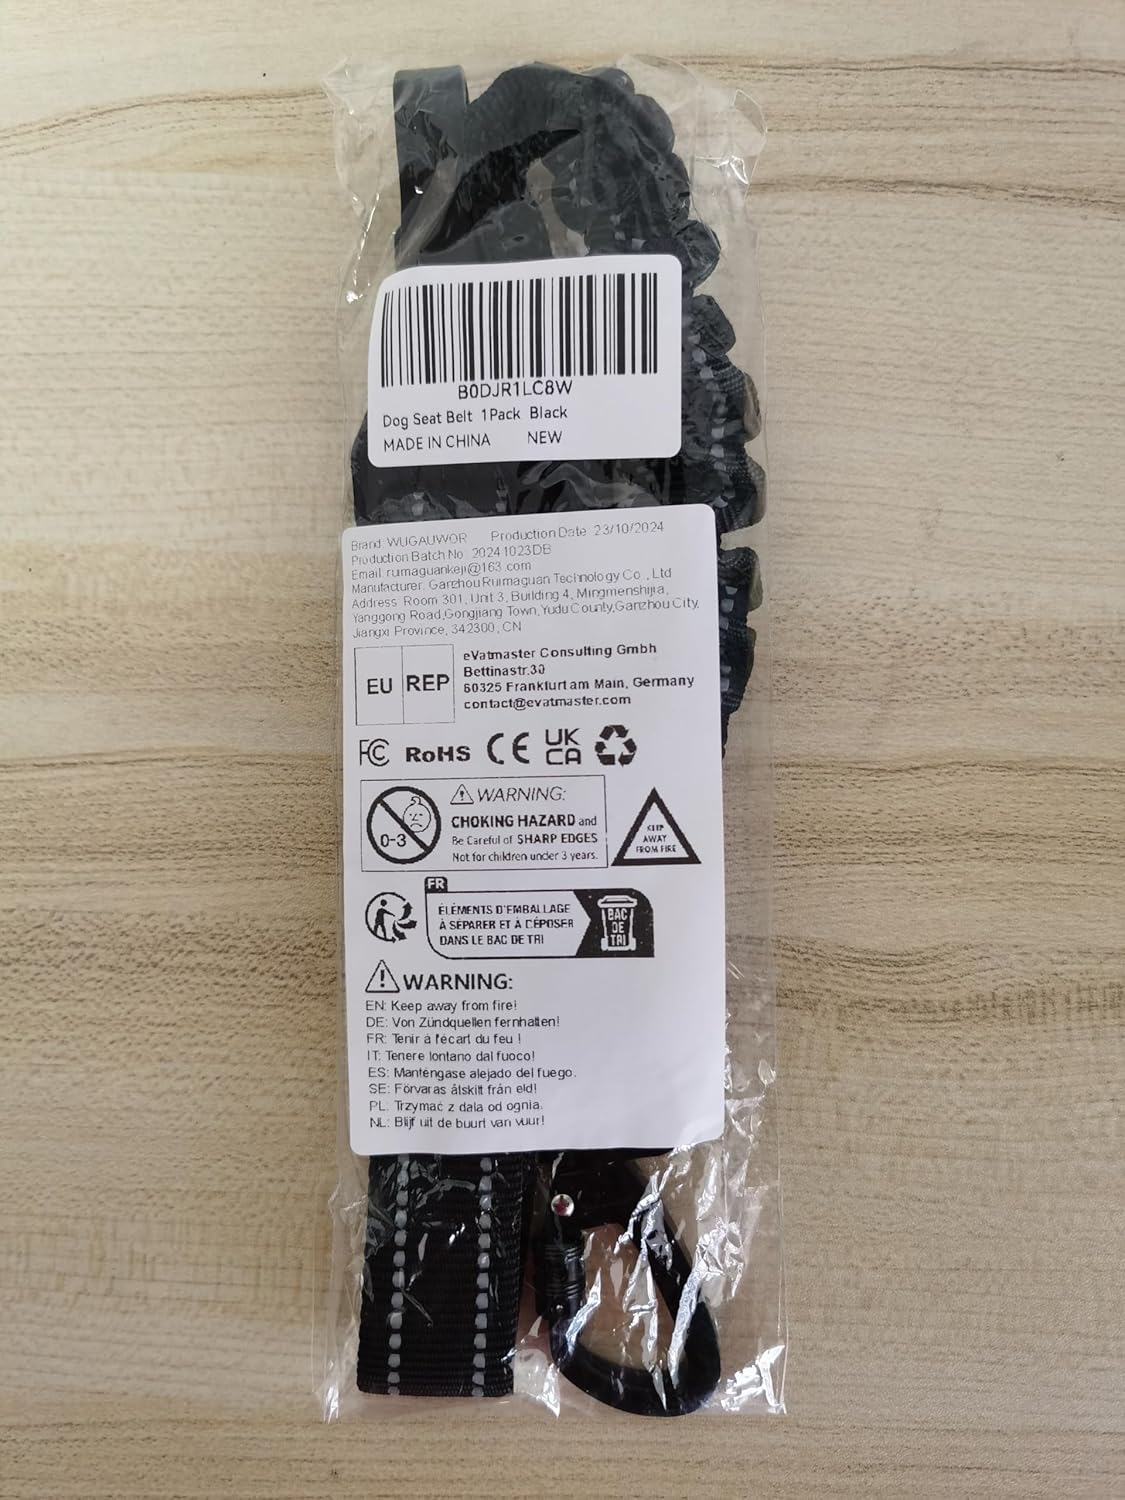 B0DJR1LC8W
Dog Seat Belt 1Pack Black
MADE IN CHINA NEW
Brand: WUGAUWOR Production Date: 23/10/2024
Production Batch No: 20241023DB
Email: ruimaguankeji@163.com
Manufacturer: Ganzhou Ruimaguan Technology Co., Ltd
Address: Room 301, Unit 3, Building 4, Mingmenshijia,
Yanggong Road,Gongjiang Town,Yudu County,Ganzhou City,
Jiangxi Province, 342300, CN
EU REP
eVatmaster Consulting Gmbh
Bettinastr.30
60325 Frankfurt am Main, Germany
contact@evatmaster.com
FC RoHS CE UK
CA
0-3
WARNING:
CHOKING HAZARD and
Be Careful of SHARP EDGES
Not for children under 3 years.
KEEP
AWAY
FROM FIRE
FR
ÉLÉMENTS D'EMBALLAGE
À SÉPARER ET À DÉPOSER
DANS LE BAC DE TRI
BAC
DE
TRI
WARNING:
EN: Keep away from fire!
DE: Von Zündquellen fernhalten!
FR: Tenir à l'écart du feu !
IT: Tenere lontano dal fuoco!
ES: Manténgase alejado del fuego.
SE: Förvaras åtskilt från eld!
PL: Trzymać z dala od ognia.
NL: Blijf uit de buurt van vuur!